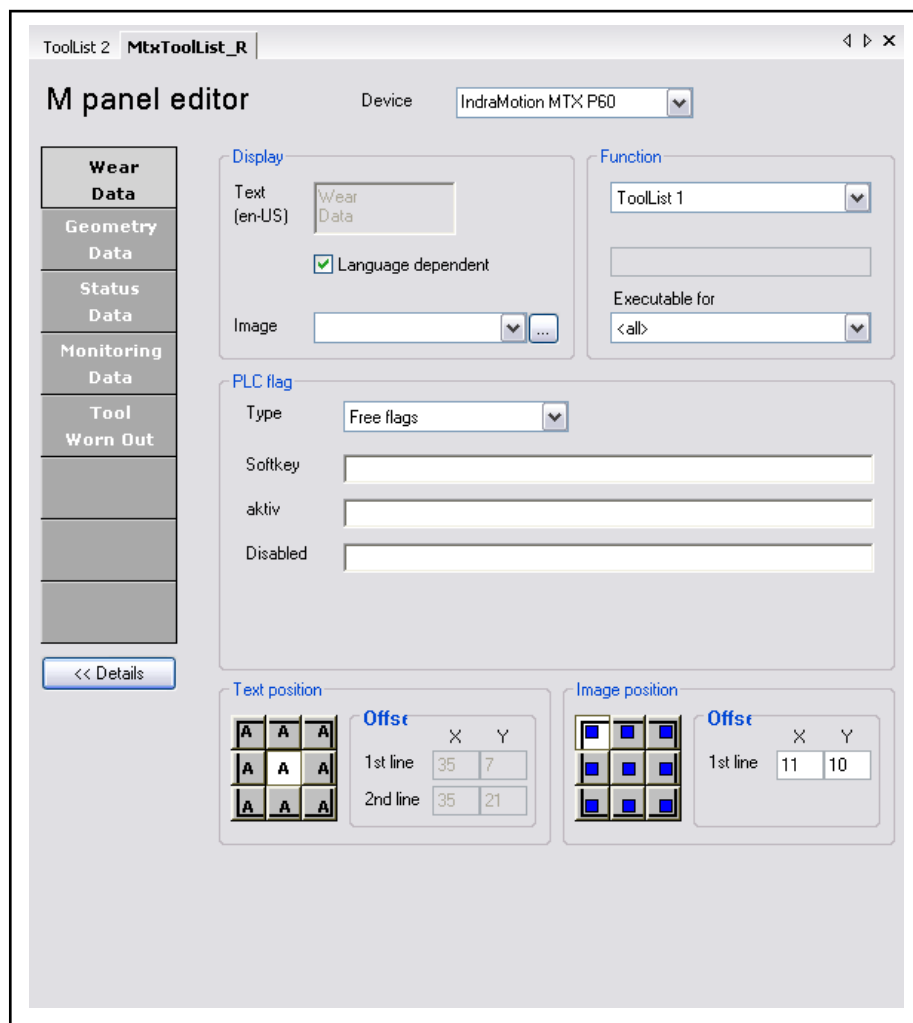 ToolList 2 MtxToolList_R
M panel editor
Device IndraMotion MTX P60
Wear
Data
Geometry
Data
Status
Data
Monitoring
Data
Tool
Worn Out
<< Details
Display
Text
(en-US)
Wear
Data
Language dependent
Image
...
Function
ToolList 1
Executable for
<all>
PLC flag
Type Free flags
Softkey
aktiv
Disabled
Text position
A A A
A A A
A A A
Offse
X Y
1st line 35 7
2nd line 35 21
Image position
Offse
X Y
1st line 11 10